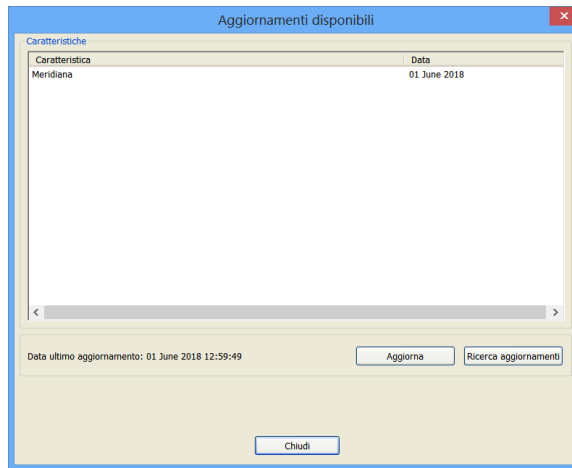 Aggiornamenti disponibili
Caratteristiche
Caratteristica Data
Meridiana 01 June 2018
Data ultimo aggiornamento: 01 June 2018 12:59:49 Aggiorna Ricerca aggiornamenti
Chiudi